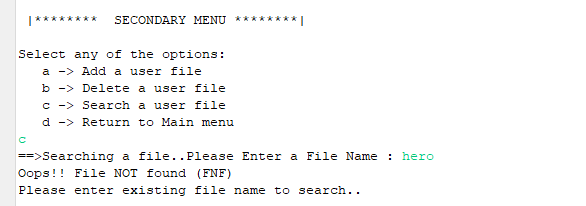 |******** SECONDARY MENU ********|
Select any of the options:
a -> Add a user file
b -> Delete a user file
c -> Search a user file
d -> Return to Main menu
c
==>Searching a file..Please Enter a File Name : hero
Oops!! File NOT found (FNF)
Please enter existing file name to search..